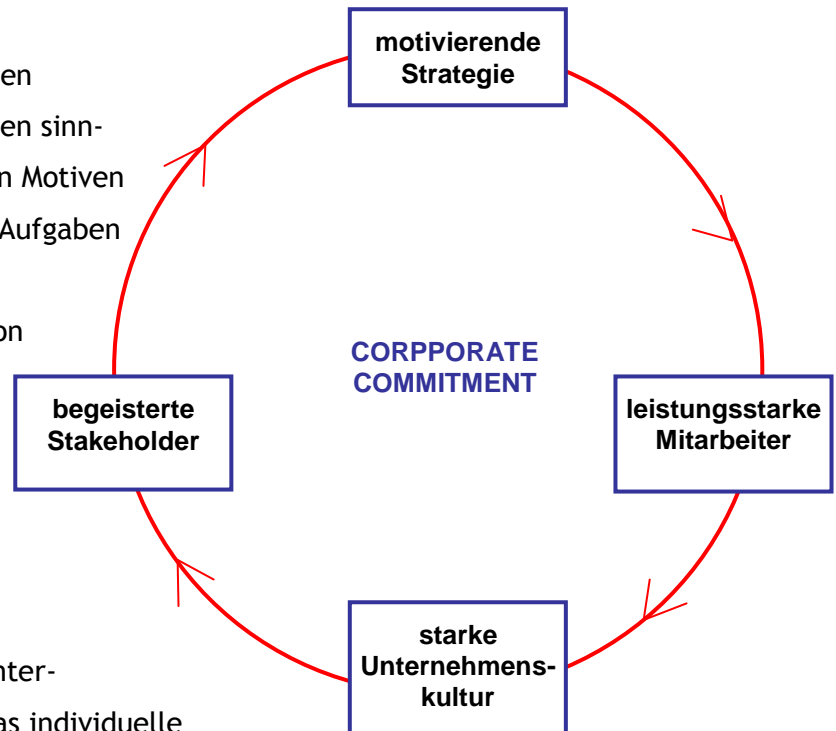 motivierende
Strategie
en
en sinn-
n Motiven
Aufgaben
on
CORPPORATE
COMMITMENT
begeisterte
Stakeholder
leistungsstarke
Mitarbeiter
starke
Unternehmens-
kultur
nter-
as individuelle